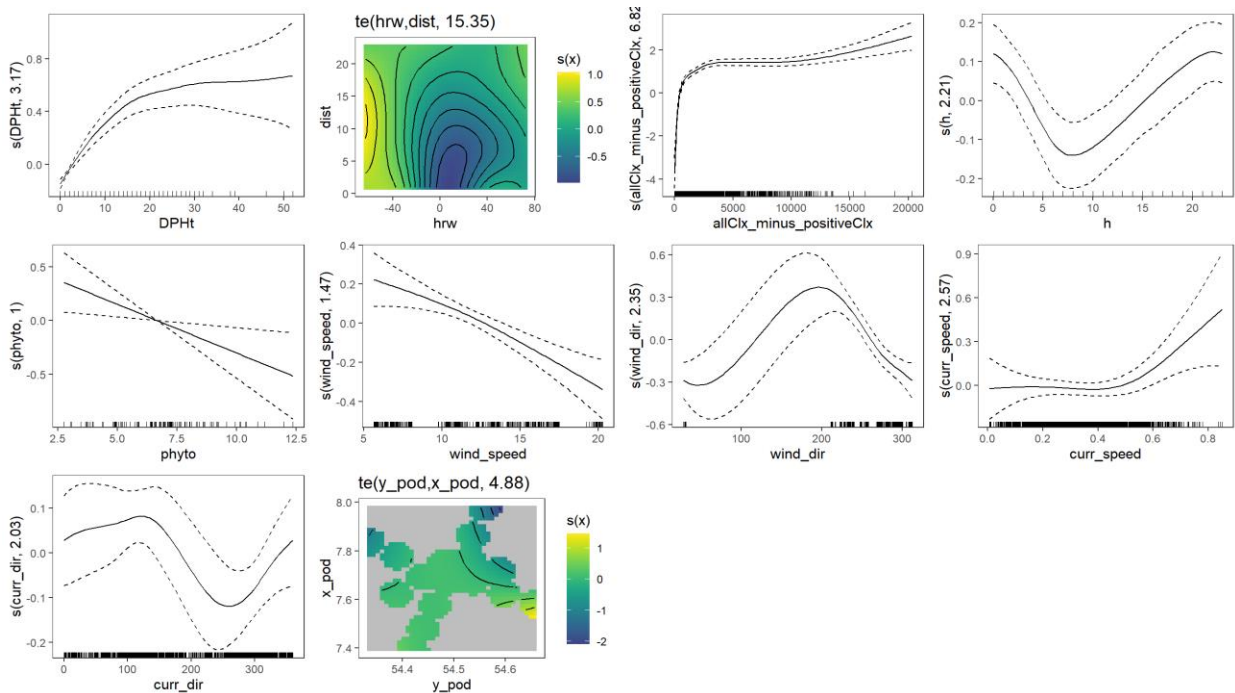 s(DPHt, 3.17)
0.8
0.4
0.0
0 10 20 30 40 50
DPHt
te(hrw,dist, 15.35)
dist
20
15
10
5
0
-40 0 40 80
hrw
s(x)
1.0
0.5
0.0
-0.5
s(allClx_minus_positiveClx, 6.82
2
0
-2
-4
0 5000 10000 15000 20000
allClx_minus_positiveClx
s(h, 2.21)
0.2
0.1
0.0
-0.1
-0.2
0 5 10 15 20
h
s(phyto, 1)
0.5
0.0
-0.5
2.5 5.0 7.5 10.0 12.5
phyto
s(wind_speed, 1.47)
0.4
0.2
0.0
-0.2
-0.4
5 10 15 20
wind_speed
s(wind_dir, 2.35)
0.6
0.3
0.0
-0.3
-0.6
100 200 300
wind_dir
s(curr_speed, 2.57)
0.8
0.4
0.0
0.0 0.2 0.4 0.6 0.8
curr_speed
s(curr_dir, 2.03)
0.1
0.0
-0.1
-0.2
0 100 200 300
curr_dir
te(y_pod,x_pod, 4.88)
x_pod
8.0
7.8
7.6
7.4
54.4 54.5 54.6
y_pod
s(x)
1
0
-1
-2